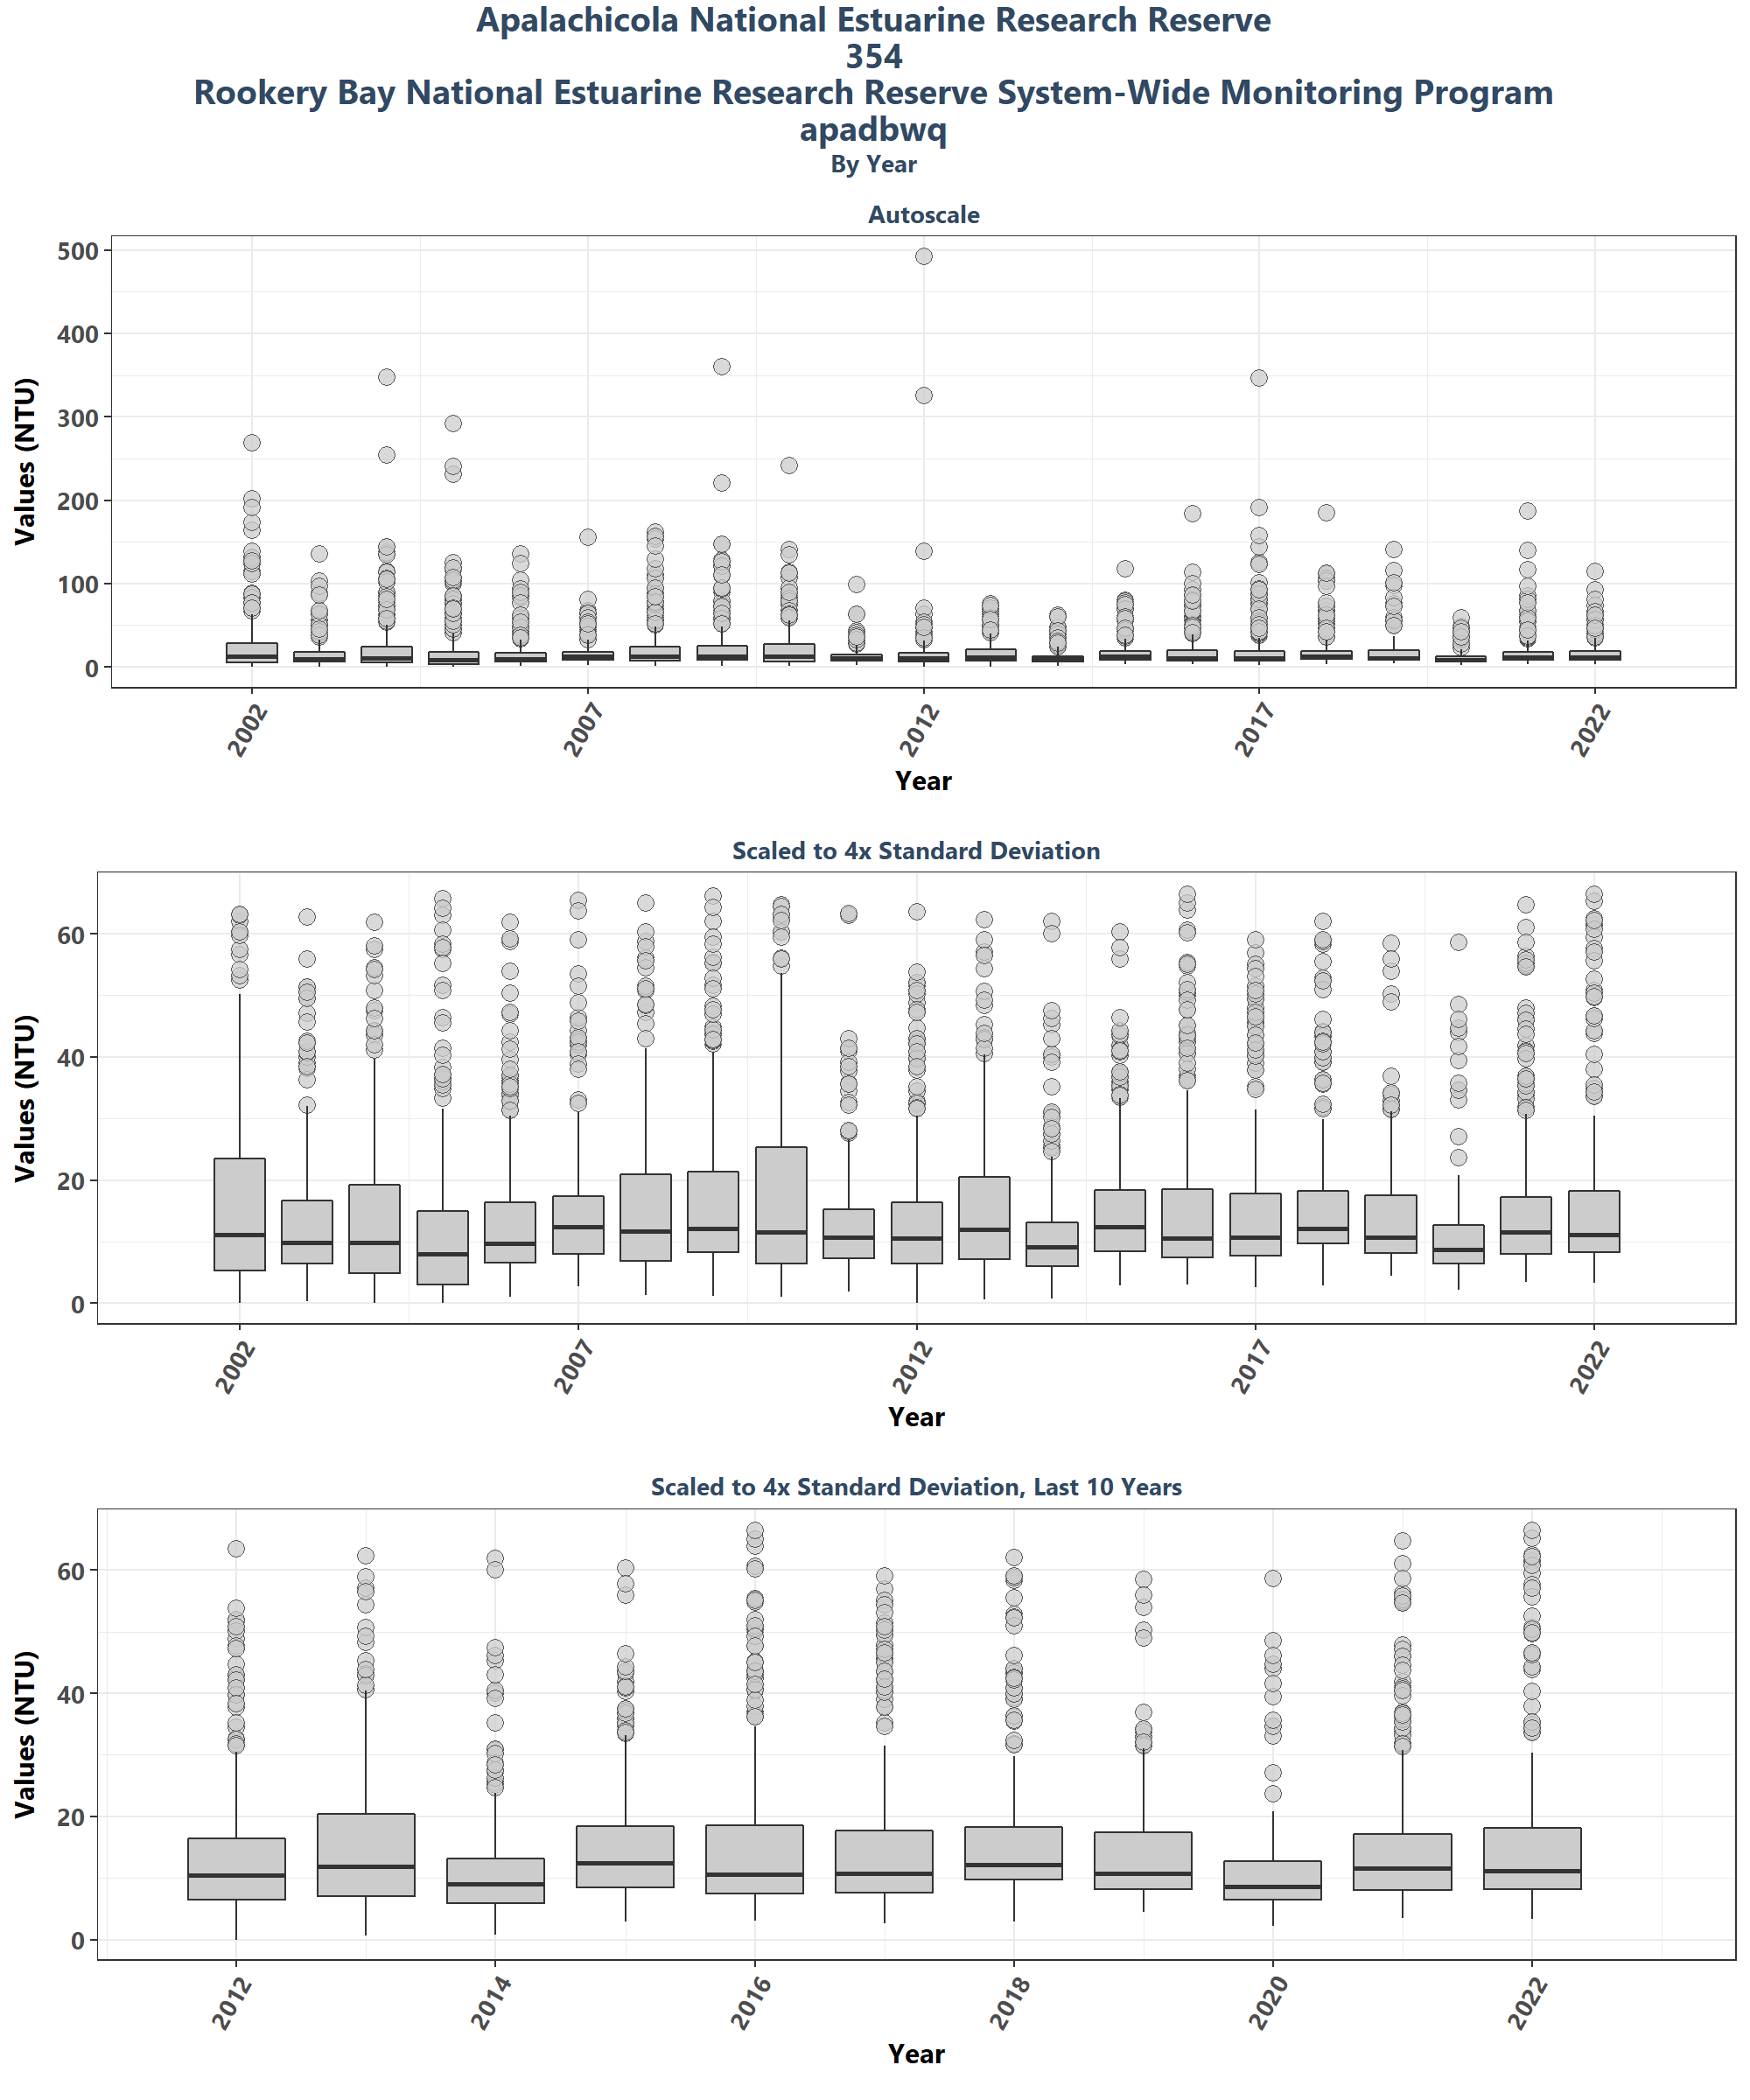 Apalachicola National Estuarine Research Reserve
354
Rookery Bay National Estuarine Research Reserve System-Wide Monitoring Program
apadbwq
By Year
Autoscale
Values (NTU)
500
400
300
200
100
0
2002 2007 2012 2017 2022
Year
Scaled to 4x Standard Deviation
Values (NTU)
60
40
20
0
2002 2007 2012 2017 2022
Year
Scaled to 4x Standard Deviation, Last 10 Years
Values (NTU)
60
40
20
0
2012 2014 2016 2018 2020 2022
Year